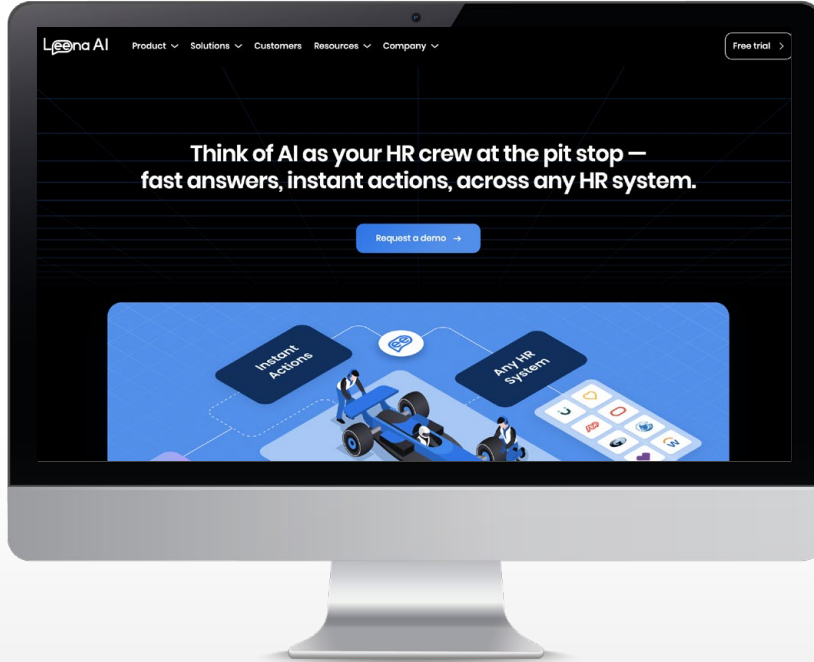 Leena AI
Product
Solutions
Customers
Resources
Company
Free trial
Think of AI as your HR crew at the pit stop —
fast answers, instant actions, across any HR system.
Request a demo
Instant
Actions
Any HR
System